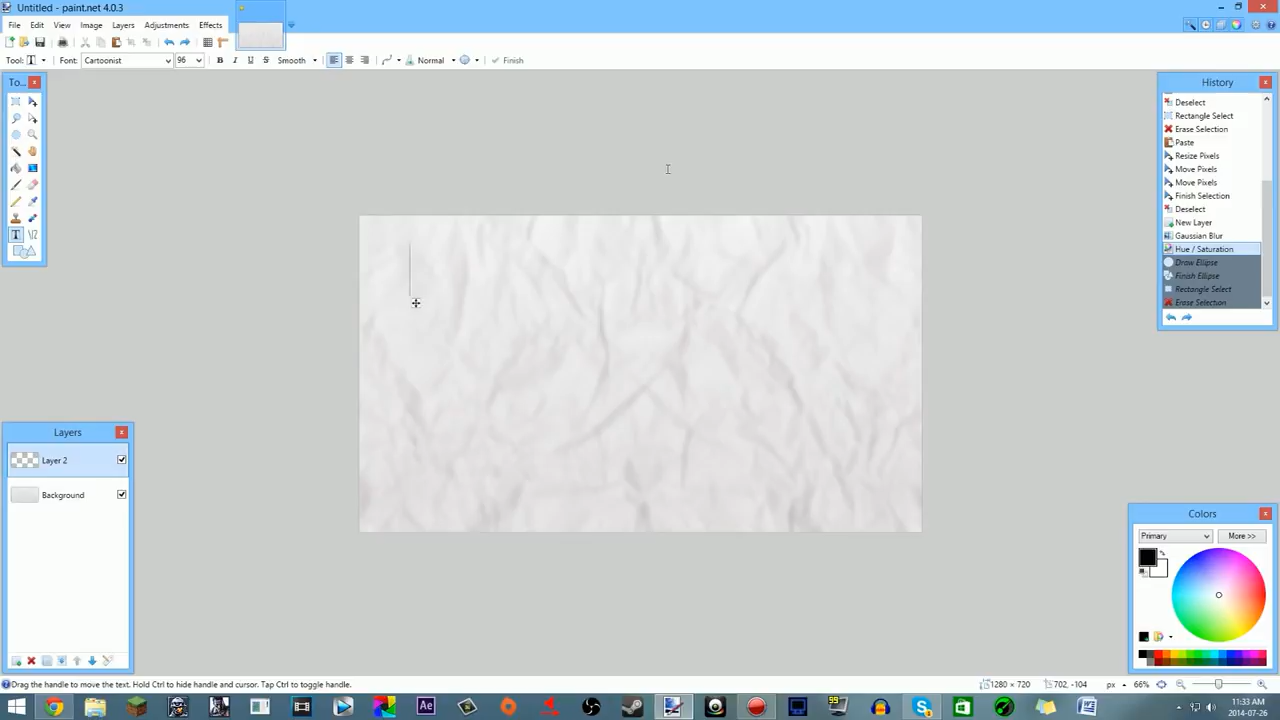 Untitled - paint.net 4.0.3
File Edit View Image Layers Adjustments Effects
Tool: T Font: Cartoonist 96 B I U S Smooth Normal Finish
To...
History
Deselect
Rectangle Select
Erase Selection
Paste
Resize Pixels
Move Pixels
Move Pixels
Finish Selection
Deselect
New Layer
Gaussian Blur
Hue / Saturation
Draw Ellipse
Finish Ellipse
Rectangle Select
Erase Selection
Layers
Layer 2
Background
Colors
Primary More >>
Drag the handle to move the text. Hold Ctrl to hide handle and cursor. Tap Ctrl to toggle handle.
1280 × 720 702, -104 px 66%
Ae 99
11:33 AM
2014-07-26